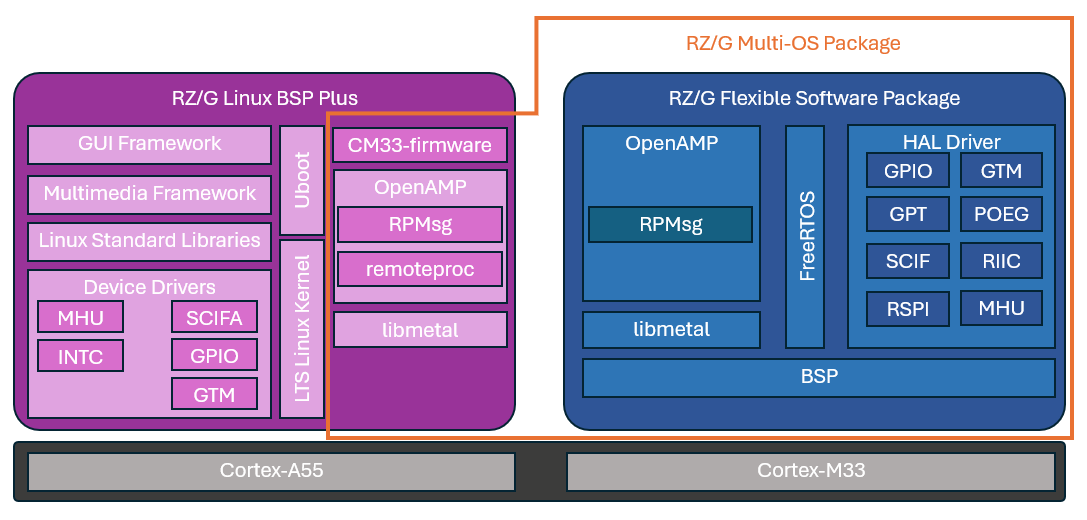 RZ/G Multi-OS Package
RZ/G Linux BSP Plus
GUI Framework
Multimedia Framework
Linux Standard Libraries
Device Drivers
MHU
SCIFA
INTC
GPIO
GTM
Uboot
LTS Linux Kernel
CM33-firmware
OpenAMP
RPMsg
remoteproc
libmetal
RZ/G Flexible Software Package
OpenAMP
RPMsg
libmetal
FreeRTOS
HAL Driver
GPIO
GTM
GPT
POEG
SCIF
RIIC
RSPI
MHU
BSP
Cortex-A55
Cortex-M33